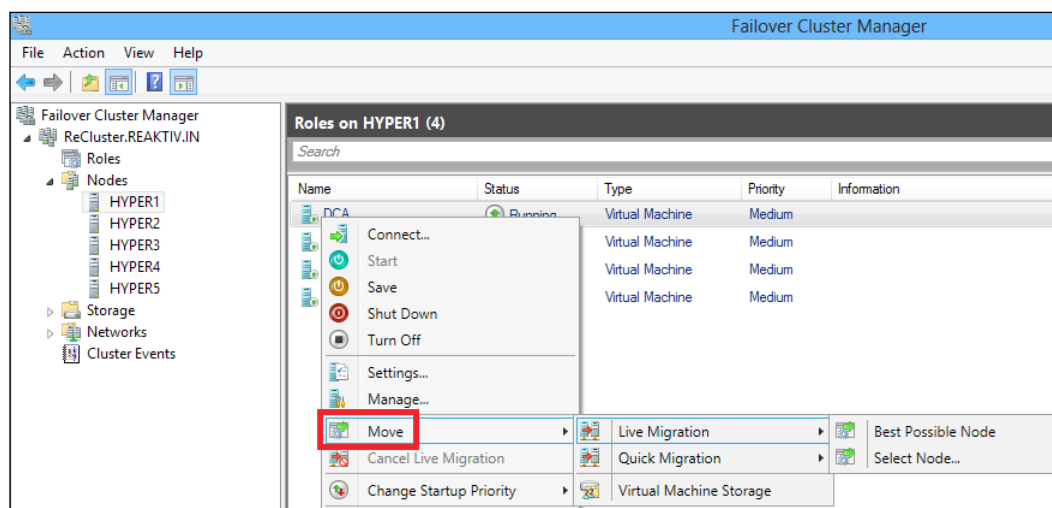 Failover Cluster Manager
File Action View Help
Failover Cluster Manager
ReCluster.REAKTIV.IN
Roles
Nodes
HYPER1
HYPER2
HYPER3
HYPER4
HYPER5
Storage
Networks
Cluster Events
Roles on HYPER1 (4)
Search
Name Status Type Priority Information
DCA Running Virtual Machine Medium
Virtual Machine Medium
Virtual Machine Medium
Virtual Machine Medium
Connect...
Start
Save
Shut Down
Turn Off
Settings...
Manage...
Move
Cancel Live Migration
Change Startup Priority
Live Migration
Quick Migration
Virtual Machine Storage
Best Possible Node
Select Node...